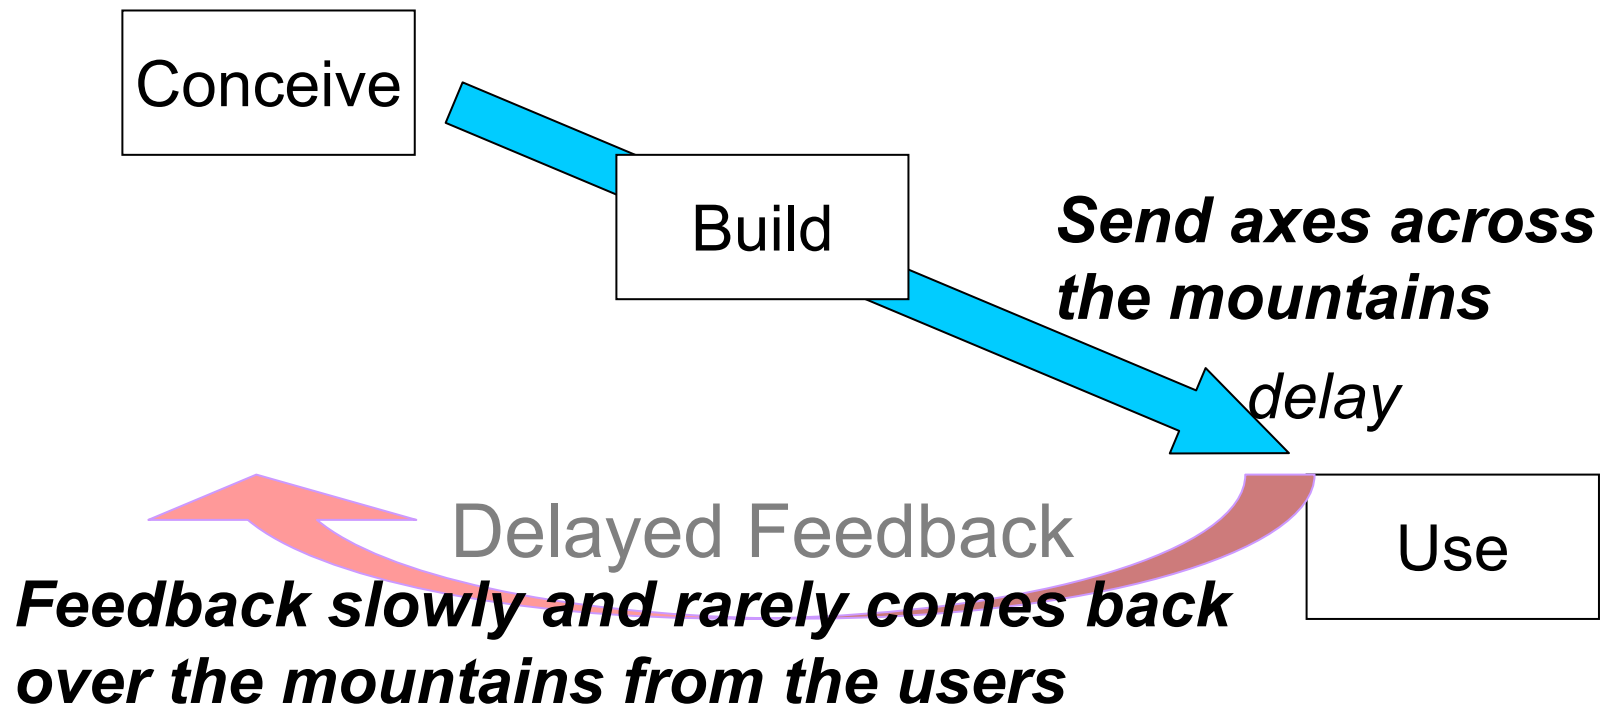 Conceive
Build
Send axes across
the mountains
delay
Delayed Feedback
Use
Feedback slowly and rarely comes back
over the mountains from the users